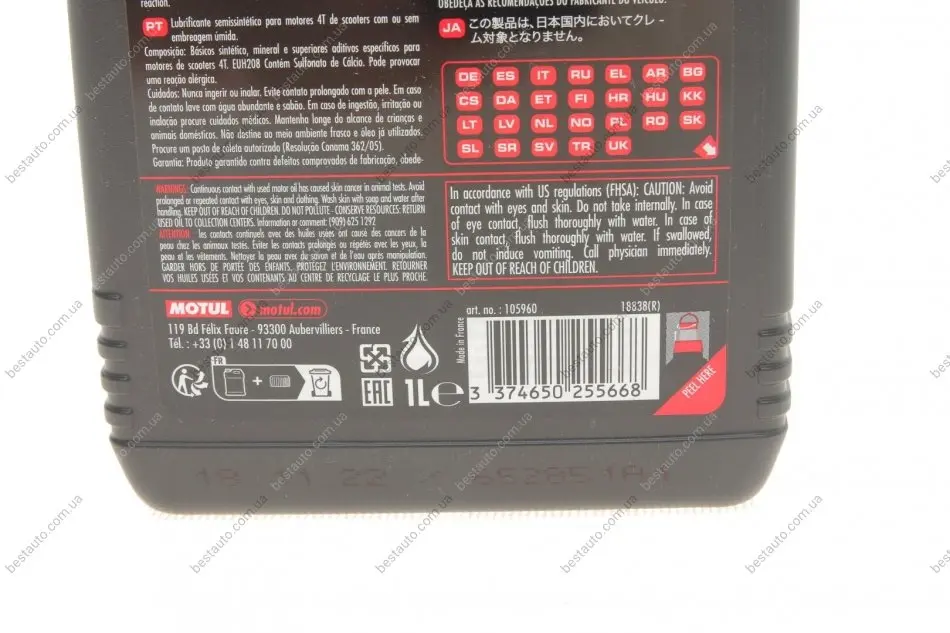 reaction.
PT Lubrificante semissintético para motores 4T de scooters com ou sem
embreagem úmida.
Composição: Básicos sintético, mineral e superiores aditivos específicos para
motores de scooters 4T. EUH208 Contém Sulfonato de Cálcio. Pode provocar
uma reação alérgica.
Cuidados: Nunca ingerir ou inalar. Evite contato prolongado com a pele. Em caso
de contato lave com água abundante e sabão. Em caso de ingestão, irritação ou
inalação procure cuidados médicos. Mantenha longe do alcance de crianças e
animais domésticos. Não destine ao meio ambiente frasco e óleo já utilizados.
Procure um posto de coleta autorizado (Resolução Conama 362/05).
Garantia: Produto garantido contra defeitos comprovados de fabricação, obede-
OBEDEÇA AS RECOMENDAÇÕES DO FABRICANTE DO VEÍCULO.
JA この製品は、日本国内においてクレ－
ム対象となりません。
DE ES IT RU EL AR BG
CS DA ET FI HR HU KK
LT LV NL NO PL RO SK
SL SR SV TR UK
WARNINGS: Continuous contact with used motor oil has caused skin cancer in animal tests. Avoid
prolonged or repeated contact with eyes, skin and clothing. Wash skin with soap and water after
handling. KEEP OUT OF REACH OF CHILDREN. DO NOT POLLUTE - CONSERVE RESOURCES: RETURN
USED OIL TO COLLECTION CENTERS. Information or comment: (909) 625 1292
ATTENTION: les contacts continuels avec des huiles usées ont causé des cancers de la
peau chez les animaux testés. Eviter les contacts prolongés ou répétés avec les yeux, la
peau et les vêtements. Nettoyer la peau avec du savon et de l'eau après manipulation.
GARDER HORS DE PORTÉE DES ENFANTS. PROTEGEZ L'ENVIRONNEMENT. RETOURNER
VOS HUILES USÉES ET VOS CONTENANTS AU CENTRE DE RECYCLAGE LE PLUS PROCHE.
In accordance with US regulations (FHSA): CAUTION: Avoid
contact with eyes and skin. Do not take internally. In case
of eye contact, flush thoroughly with water. In case of
skin contact, flush thoroughly with water. If swallowed,
do not induce vomiting. Call physician immediately.
KEEP OUT OF REACH OF CHILDREN.
MOTUL motul.com
119 Bd Félix Faure - 93300 Aubervilliers - France
Tél. : +33 (0) 1 48 11 70 00
FR
+
EAC
1L e
Made in France
art. no. : 105960 18838(R)
3 374650 255668
PEEL HERE
bestauto.com.ua